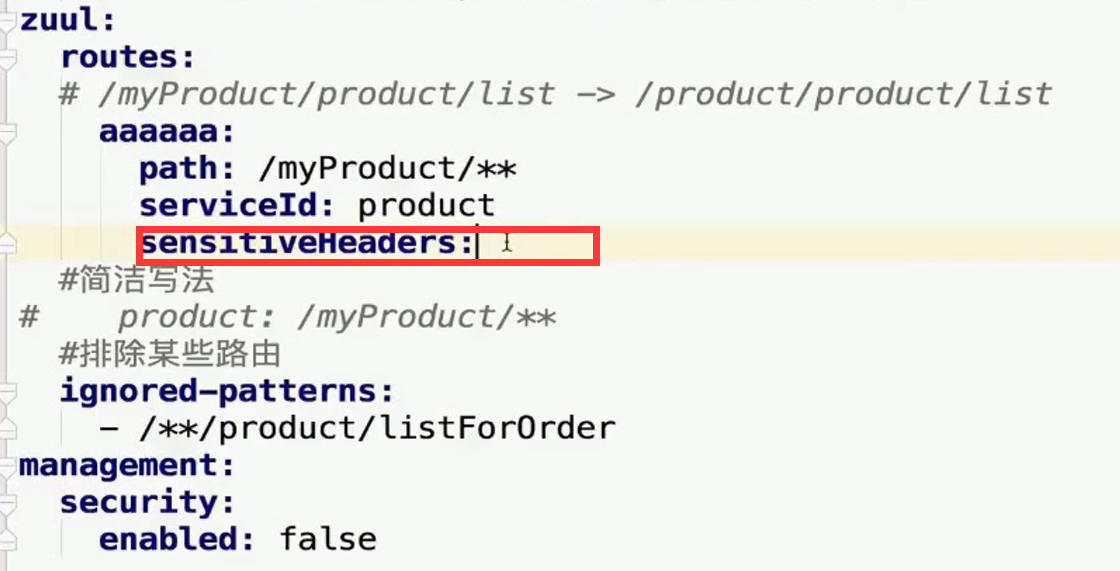 zuul:
routes:
# /myProduct/product/list -> /product/product/list
aaaaaa:
path: /myProduct/**
serviceId: product
sensitiveHeaders:
#简洁写法
# product: /myProduct/**
#排除某些路由
ignored-patterns:
- /**/product/listForOrder
management:
security:
enabled: false